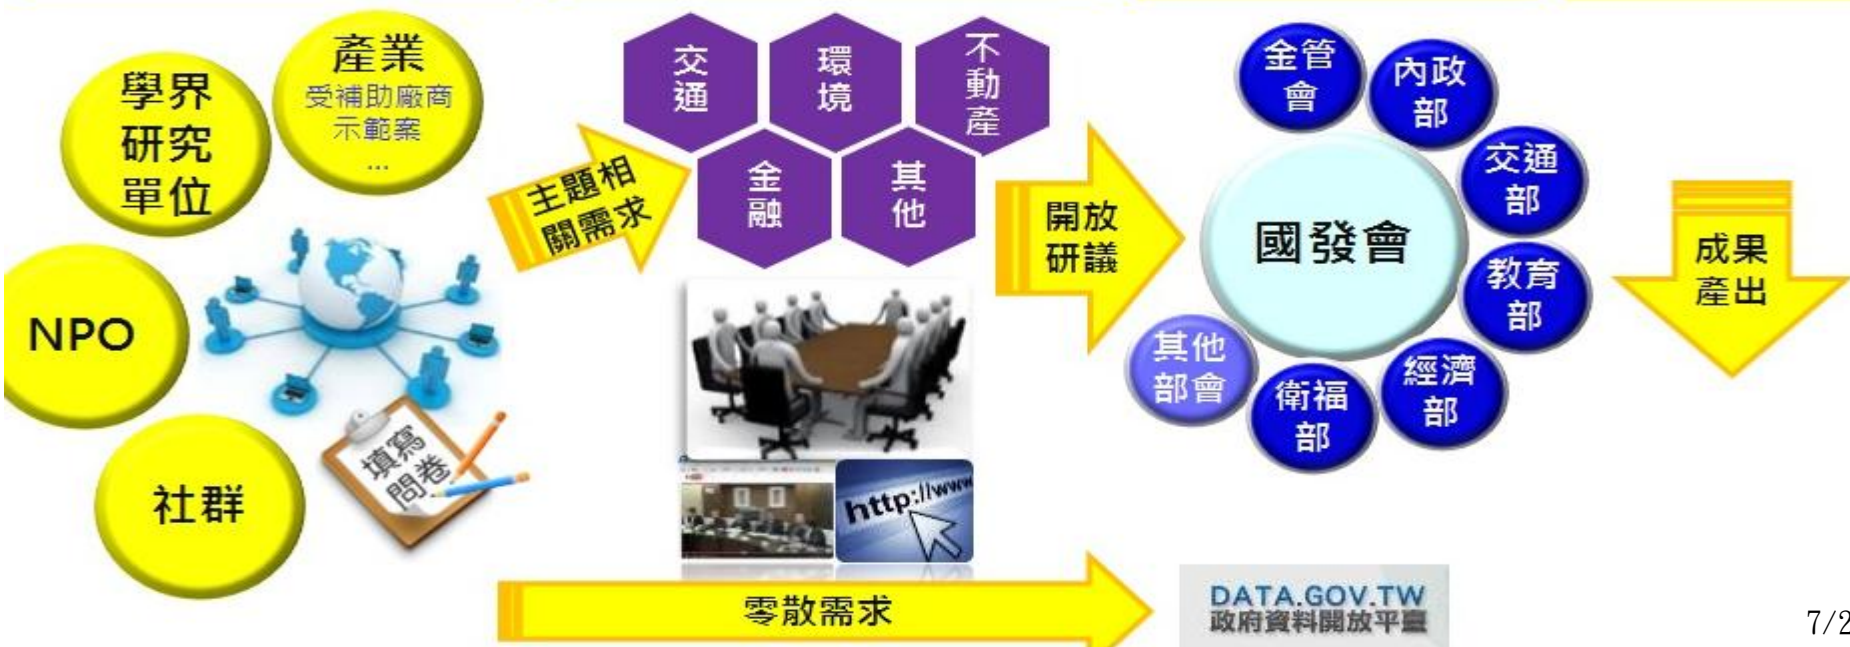 產業
受補助廠商
示範案
...
學界
研究
單位
NPO
社群
填寫
問卷
主題相
關需求
交通
環境
不動產
金融
其他
http://www
開放
研議
金管
會
內政
部
交通
部
教育
部
經濟
部
衛福
部
其他
部會
國發會
成果
產出
零散需求
DATA.GOV.TW
政府資料開放平臺
7/2